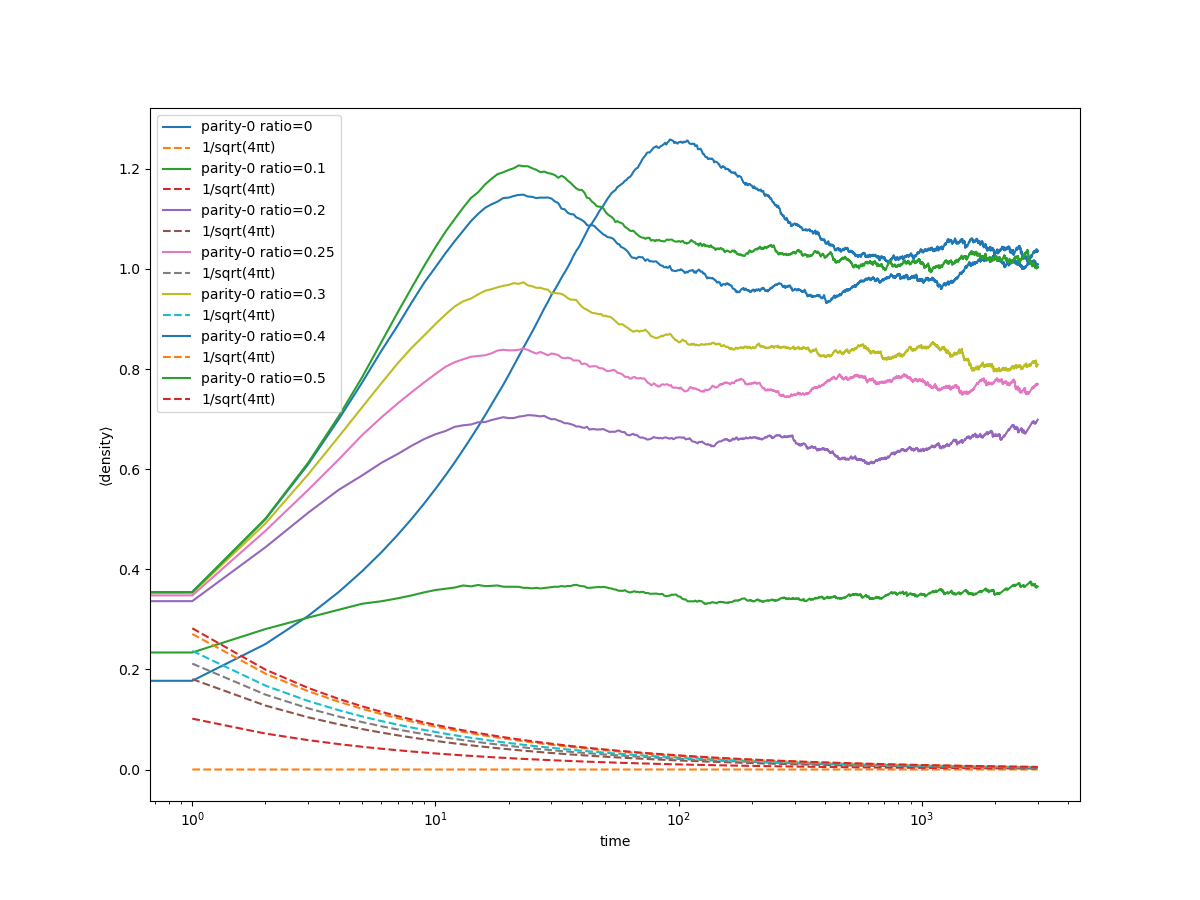 parity-0 ratio=0
1/sqrt(4πt)
parity-0 ratio=0.1
1/sqrt(4πt)
parity-0 ratio=0.2
1/sqrt(4πt)
parity-0 ratio=0.25
1/sqrt(4πt)
parity-0 ratio=0.3
1/sqrt(4πt)
parity-0 ratio=0.4
1/sqrt(4πt)
parity-0 ratio=0.5
1/sqrt(4πt)
1.2
1.0
0.8
0.6
0.4
0.2
0.0
⟨density⟩
10⁰ 10¹ 10² 10³
time